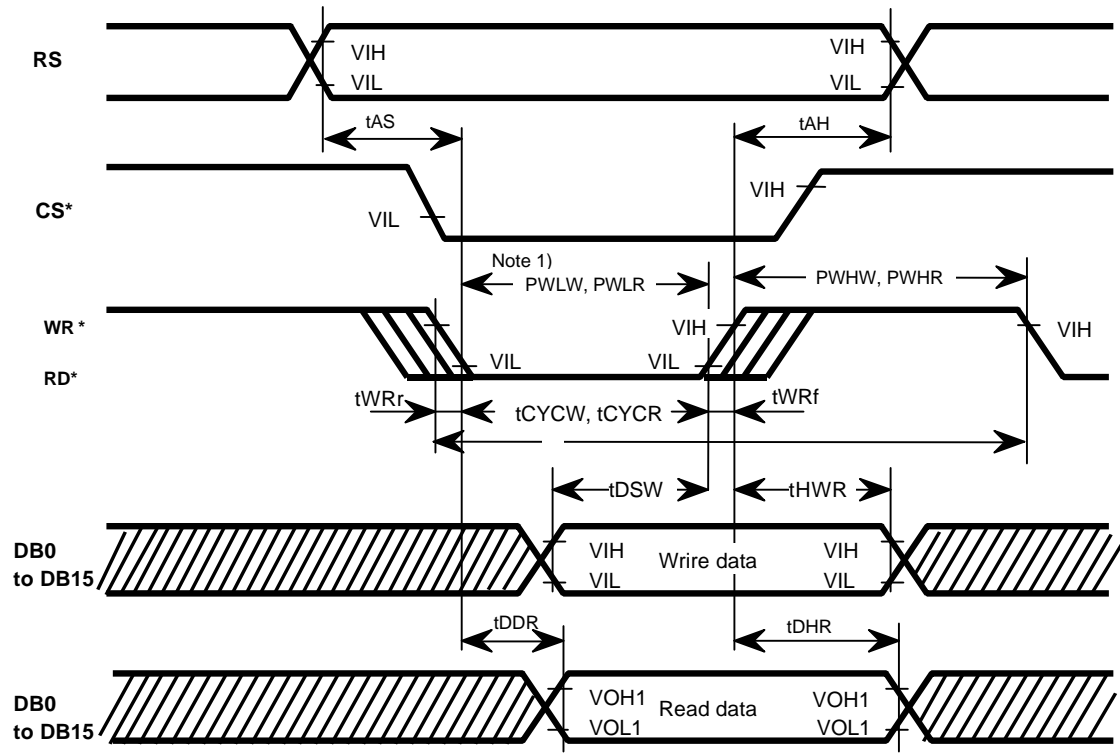 RS
VIH
VIL
VIH
VIL
tAS
tAH
CS*
VIL
VIH
Note 1)
PWLW, PWLR
PWHW, PWHR
WR *
RD*
VIH
VIL
VIL
VIH
tWRr
tCYCW, tCYCR
tWRf
tDSW
tHWR
DB0
to DB15
VIH
VIL
Wrire data
VIH
VIL
tDDR
tDHR
DB0
to DB15
VOH1
VOL1
Read data
VOH1
VOL1